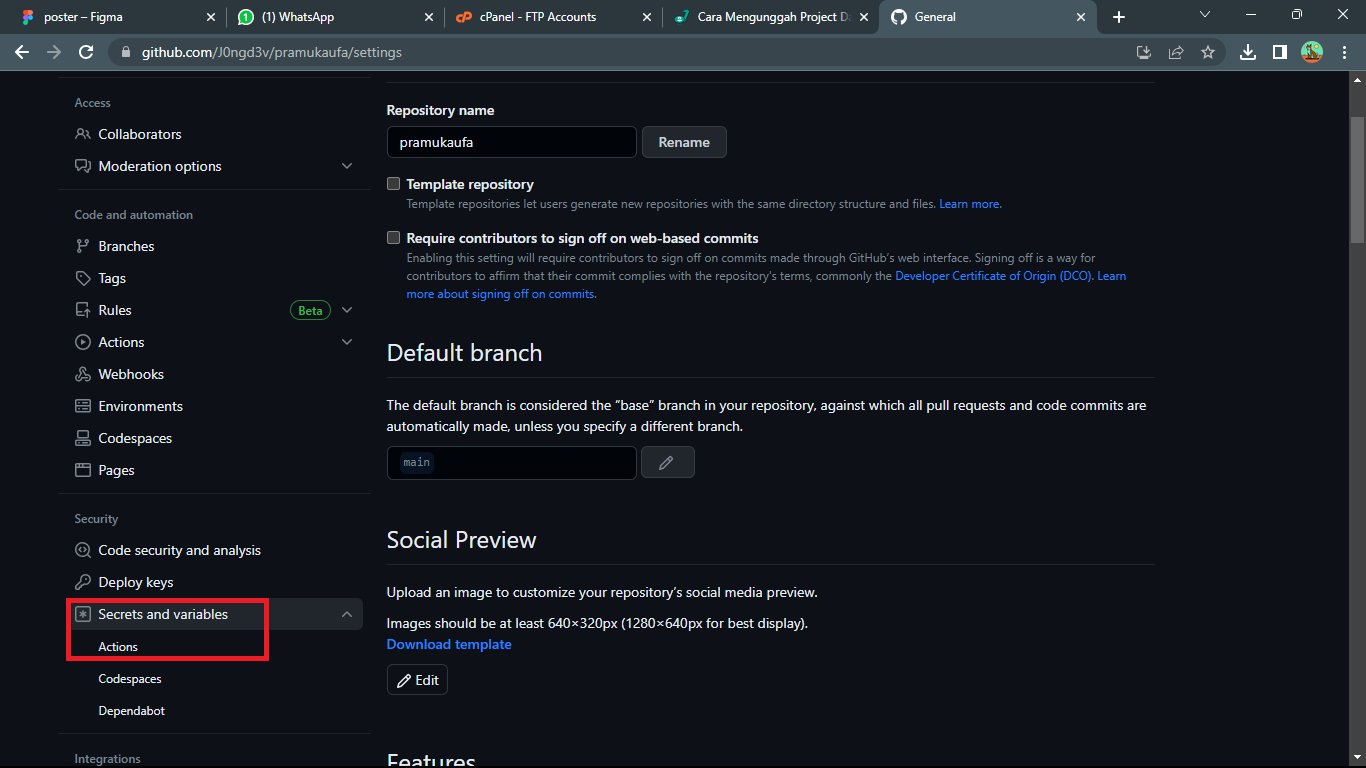 poster – Figma
(1) WhatsApp
cPanel - FTP Accounts
Cara Mengunggah Project D
General
github.com/J0ngd3v/pramukaufa/settings
Access
Collaborators
Moderation options
Code and automation
Branches
Tags
Rules
Beta
Actions
Webhooks
Environments
Codespaces
Pages
Security
Code security and analysis
Deploy keys
Secrets and variables
Actions
Codespaces
Dependabot
Integrations
Repository name
pramukaufa
Rename
Template repository
Template repositories let users generate new repositories with the same directory structure and files. Learn more.
Require contributors to sign off on web-based commits
Enabling this setting will require contributors to sign off on commits made through GitHub's web interface. Signing off is a way for
contributors to affirm that their commit complies with the repository's terms, commonly the Developer Certificate of Origin (DCO). Learn
more about signing off on commits.
Default branch
The default branch is considered the “base” branch in your repository, against which all pull requests and code commits are
automatically made, unless you specify a different branch.
main
Social Preview
Upload an image to customize your repository's social media preview.
Images should be at least 640×320px (1280×640px for best display).
Download template
Edit
Features